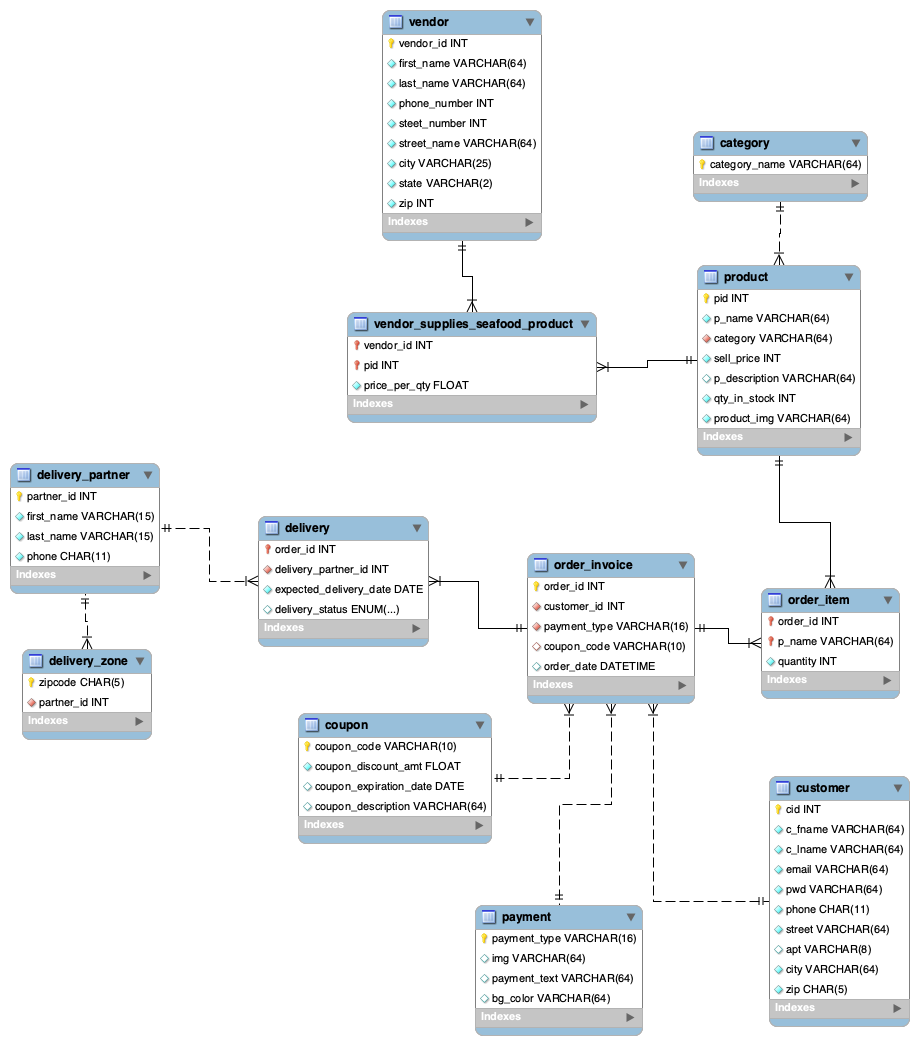 vendor
vendor_id INT
first_name VARCHAR(64)
last_name VARCHAR(64)
phone_number INT
steet_number INT
street_name VARCHAR(64)
city VARCHAR(25)
state VARCHAR(2)
zip INT
Indexes
category
category_name VARCHAR(64)
Indexes
product
pid INT
p_name VARCHAR(64)
category VARCHAR(64)
sell_price INT
p_description VARCHAR(64)
qty_in_stock INT
product_img VARCHAR(64)
Indexes
vendor_supplies_seafood_product
vendor_id INT
pid INT
price_per_qty FLOAT
Indexes
delivery_partner
partner_id INT
first_name VARCHAR(15)
last_name VARCHAR(15)
phone CHAR(11)
Indexes
delivery
order_id INT
delivery_partner_id INT
expected_delivery_date DATE
delivery_status ENUM(...)
Indexes
order_invoice
order_id INT
customer_id INT
payment_type VARCHAR(16)
coupon_code VARCHAR(10)
order_date DATETIME
Indexes
order_item
order_id INT
p_name VARCHAR(64)
quantity INT
Indexes
delivery_zone
zipcode CHAR(5)
partner_id INT
Indexes
coupon
coupon_code VARCHAR(10)
coupon_discount_amt FLOAT
coupon_expiration_date DATE
coupon_description VARCHAR(64)
Indexes
customer
cid INT
c_fname VARCHAR(64)
c_lname VARCHAR(64)
email VARCHAR(64)
pwd VARCHAR(64)
phone CHAR(11)
street VARCHAR(64)
apt VARCHAR(8)
city VARCHAR(64)
zip CHAR(5)
Indexes
payment
payment_type VARCHAR(16)
img VARCHAR(64)
payment_text VARCHAR(64)
bg_color VARCHAR(64)
Indexes